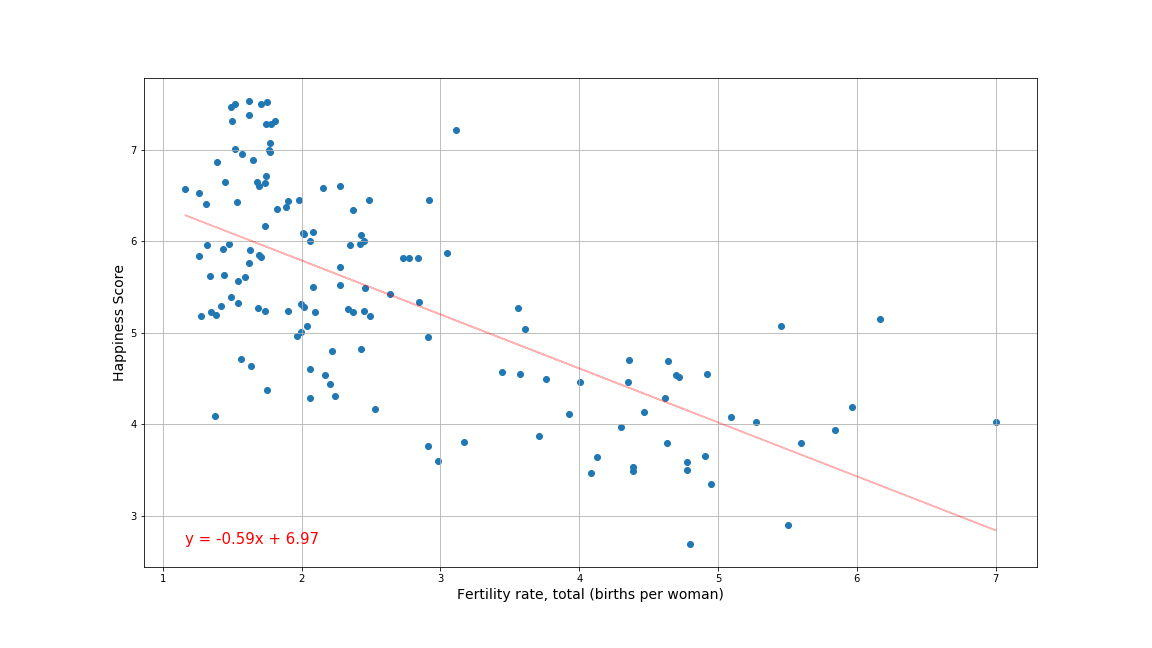 7
6
5
4
3
Happiness Score
y = -0.59x + 6.97
1 2 3 4 5 6 7
Fertility rate, total (births per woman)